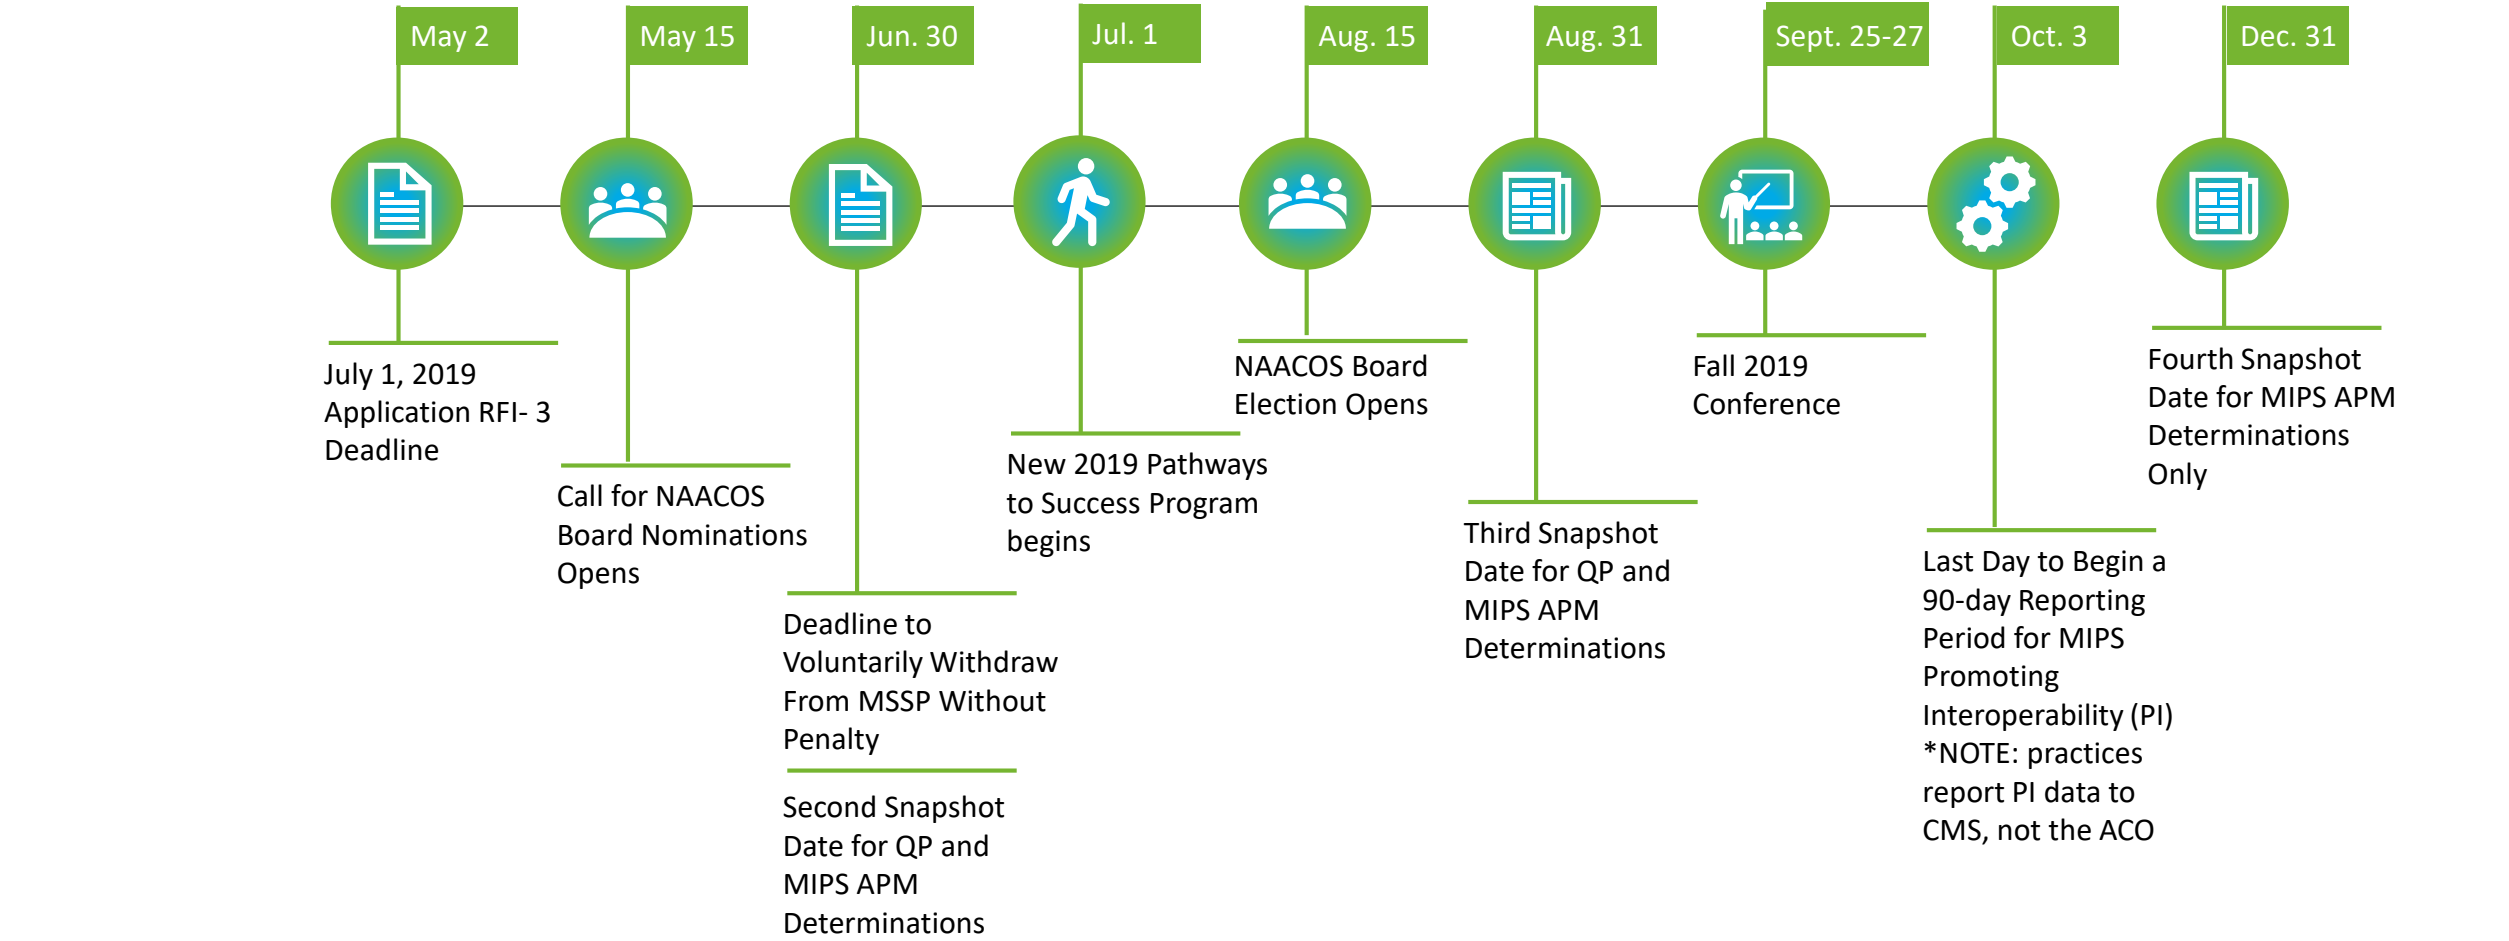 May 2
May 15
Jun. 30
Jul. 1
Aug. 15
Aug. 31
Sept. 25-27
Oct. 3
Dec. 31
July 1, 2019
Application RFI- 3
Deadline
Call for NAACOS
Board Nominations
Opens
Deadline to
Voluntarily Withdraw
From MSSP Without
Penalty
Second Snapshot
Date for QP and
MIPS APM
Determinations
New 2019 Pathways
to Success Program
begins
NAACOS Board
Election Opens
Third Snapshot
Date for QP and
MIPS APM
Determinations
Fall 2019
Conference
Last Day to Begin a
90-day Reporting
Period for MIPS
Promoting
Interoperability (PI)
*NOTE: practices
report PI data to
CMS, not the ACO
Fourth Snapshot
Date for MIPS APM
Determinations
Only